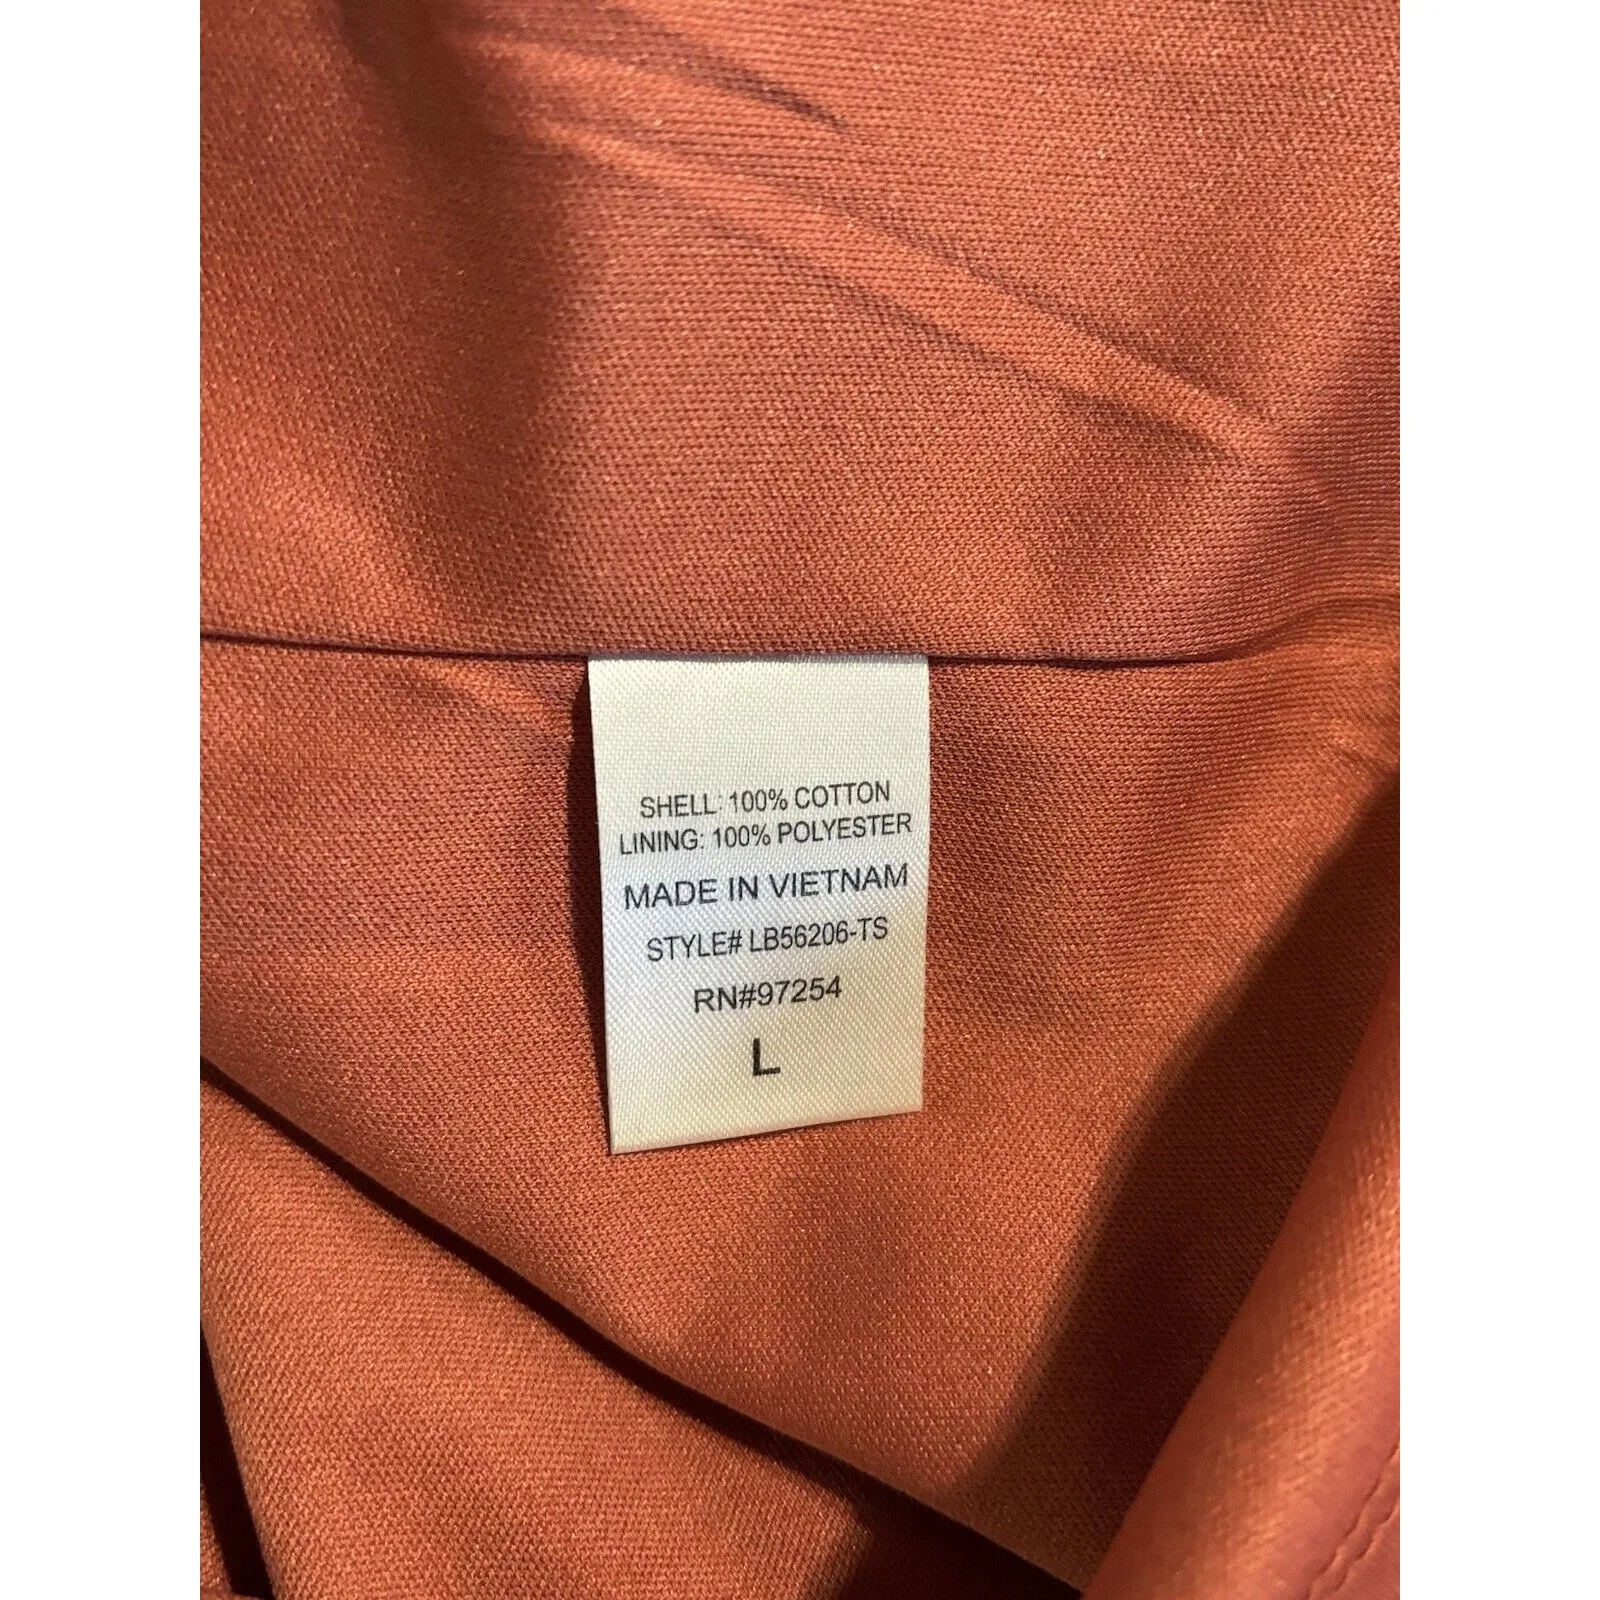 SHELL: 100% COTTON
LINING: 100% POLYESTER
MADE IN VIETNAM
STYLE# LB56206-TS
RN#97254
L